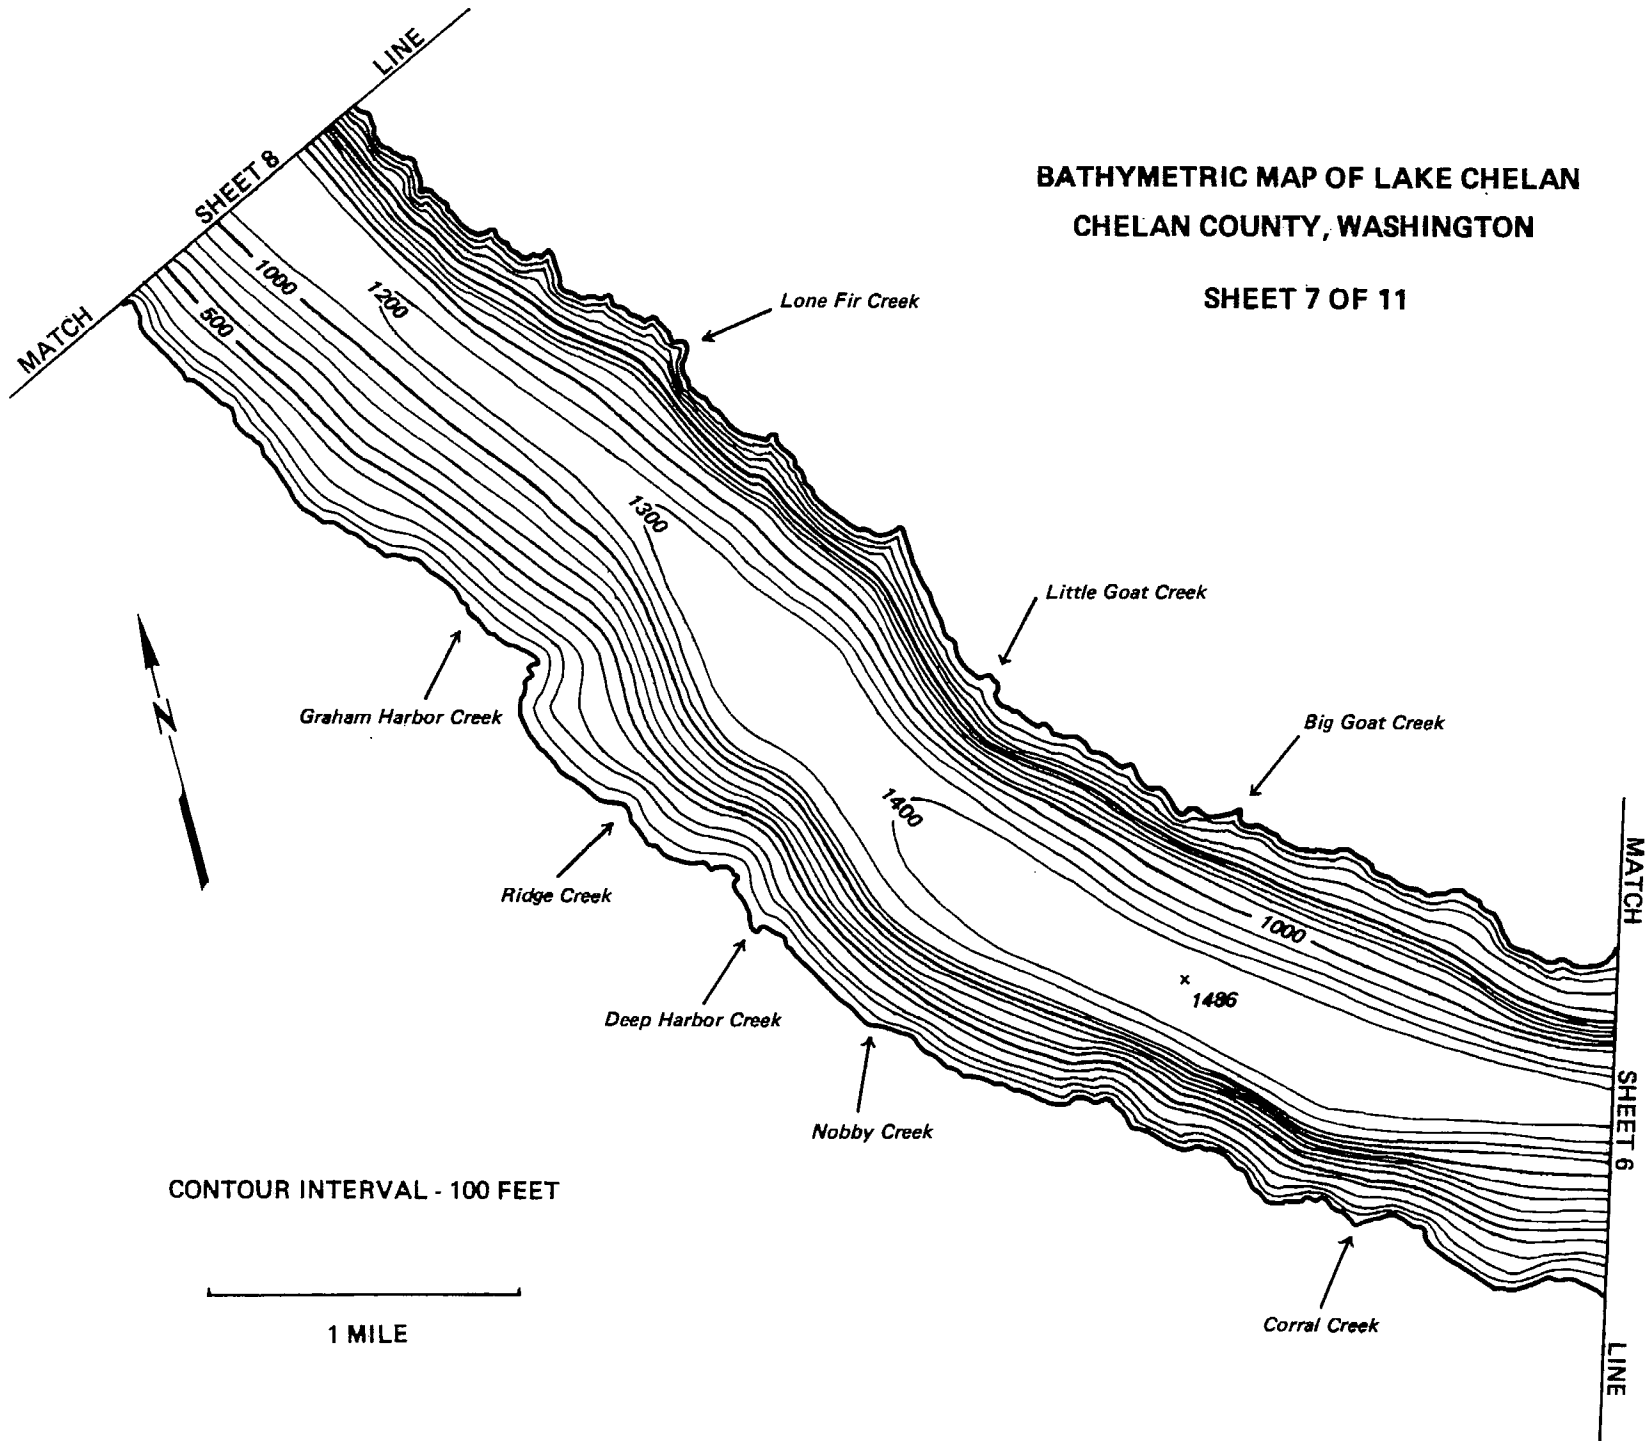 LINE
SHEET 8
MATCH
BATHYMETRIC MAP OF LAKE CHELAN
CHELAN COUNTY, WASHINGTON
SHEET 7 OF 11
1000
1200
500
Lone Fir Creek
1300
Little Goat Creek
N
Graham Harbor Creek
Big Goat Creek
1400
MATCH
Ridge Creek
1000
x
1486
Deep Harbor Creek
SHEET 6
Nobby Creek
CONTOUR INTERVAL - 100 FEET
1 MILE
Corral Creek
LINE